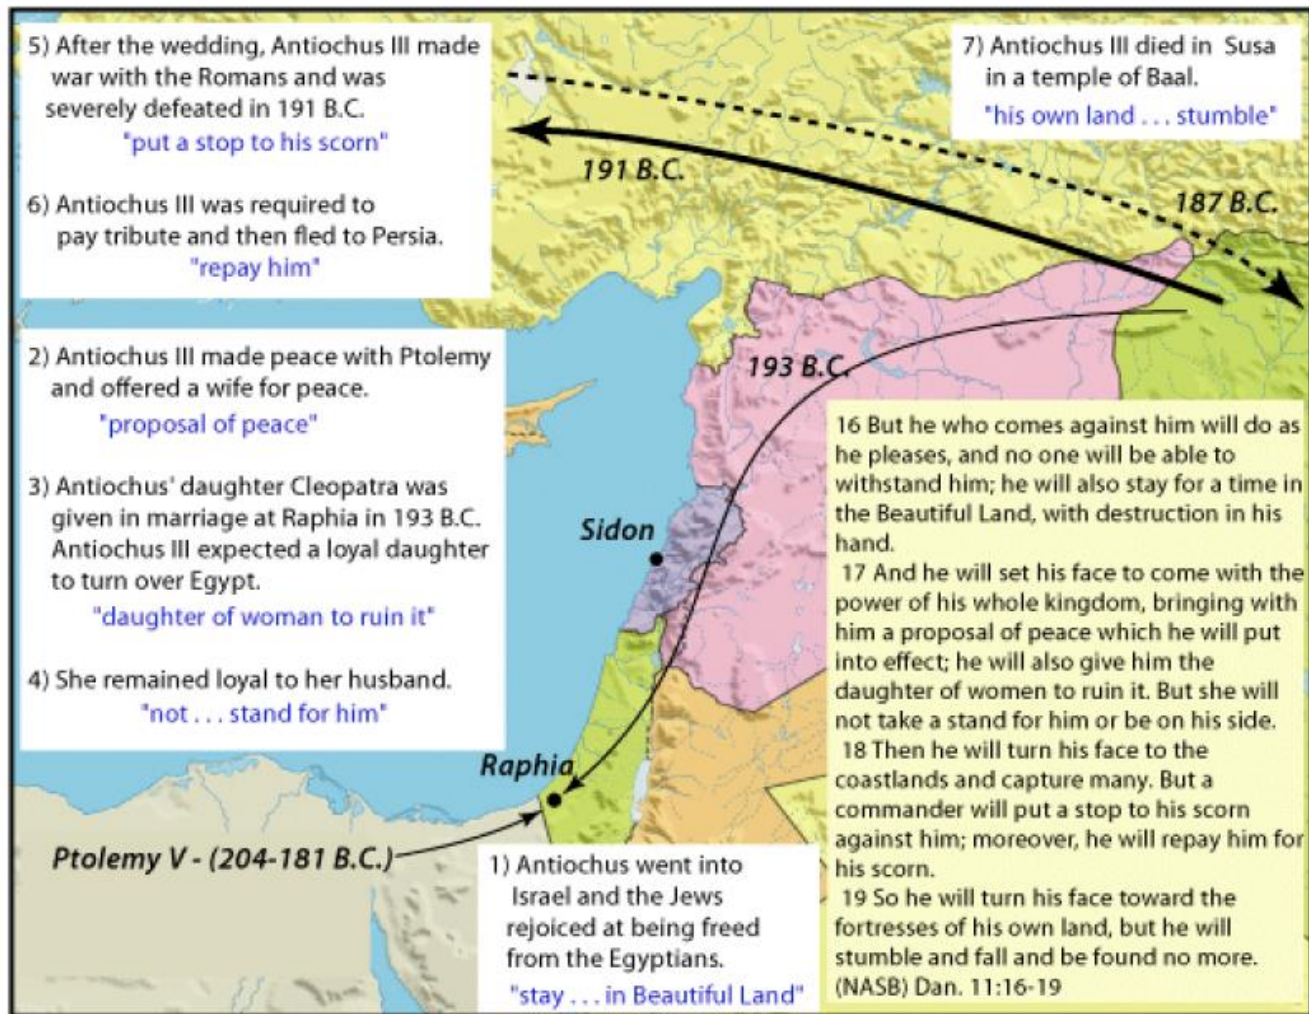 5) After the wedding, Antiochus III made
war with the Romans and was
severely defeated in 191 B.C.
"put a stop to his scorn"
6) Antiochus III was required to
pay tribute and then fled to Persia.
"repay him"
7) Antiochus III died in Susa
in a temple of Baal.
"his own land . . . stumble"
191 B.C.
187 B.C.
2) Antiochus III made peace with Ptolemy
and offered a wife for peace.
"proposal of peace"
3) Antiochus' daughter Cleopatra was
given in marriage at Raphia in 193 B.C.
Antiochus III expected a loyal daughter
to turn over Egypt.
"daughter of woman to ruin it"
4) She remained loyal to her husband.
"not . . . stand for him"
193 B.C.
Sidon
Raphia
Ptolemy V - (204-181 B.C.)
1) Antiochus went into
Israel and the Jews
rejoiced at being freed
from the Egyptians.
"stay . . . in Beautiful Land"
16 But he who comes against him will do as
he pleases, and no one will be able to
withstand him; he will also stay for a time in
the Beautiful Land, with destruction in his
hand.
17 And he will set his face to come with the
power of his whole kingdom, bringing with
him a proposal of peace which he will put
into effect; he will also give him the
daughter of women to ruin it. But she will
not take a stand for him or be on his side.
18 Then he will turn his face to the
coastlands and capture many. But a
commander will put a stop to his scorn
against him; moreover, he will repay him for
his scorn.
19 So he will turn his face toward the
fortresses of his own land, but he will
stumble and fall and be found no more.
(NASB) Dan. 11:16-19